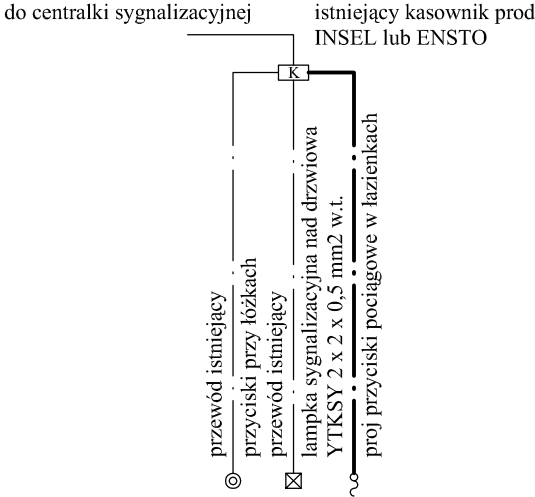 do centralki sygnalizacyjnej
istniejący kasownik prod
INSEL lub ENSTO
K
przewód istniejący
przyciski przy łóżkach
przewód istniejący
lampka sygnalizacyjna nad drzwiowa
YTKSY 2 x 2 x 0,5 mm2 w.t.
proj przyciski pociągowe w łazienkach